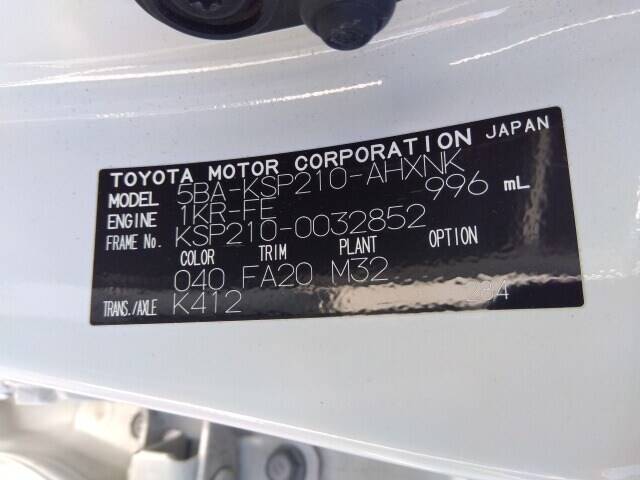 TOYOTA MOTOR CORPORATION JAPAN
MODEL 5BA-KSP210-AHXNK
ENGINE 1KR-FE 996 mL
FRAME No. KSP210-0032852
COLOR TRIM PLANT OPTION
040 FA20 M32
TRANS./AXLE K412 234